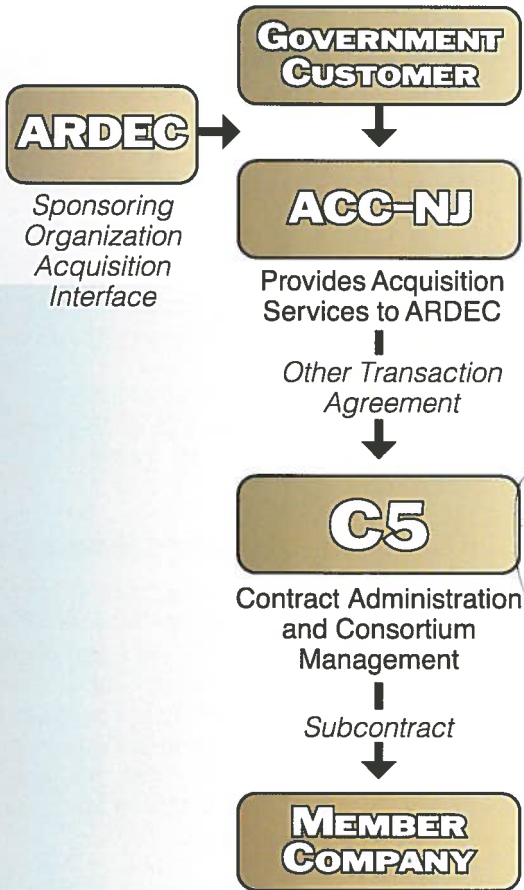 GOVERNMENT
CUSTOMER
ARDEC
Sponsoring
Organization
Acquisition
Interface
ACC-NJ
Provides Acquisition
Services to ARDEC
Other Transaction
Agreement
C5
Contract Administration
and Consortium
Management
Subcontract
MEMBER
COMPANY